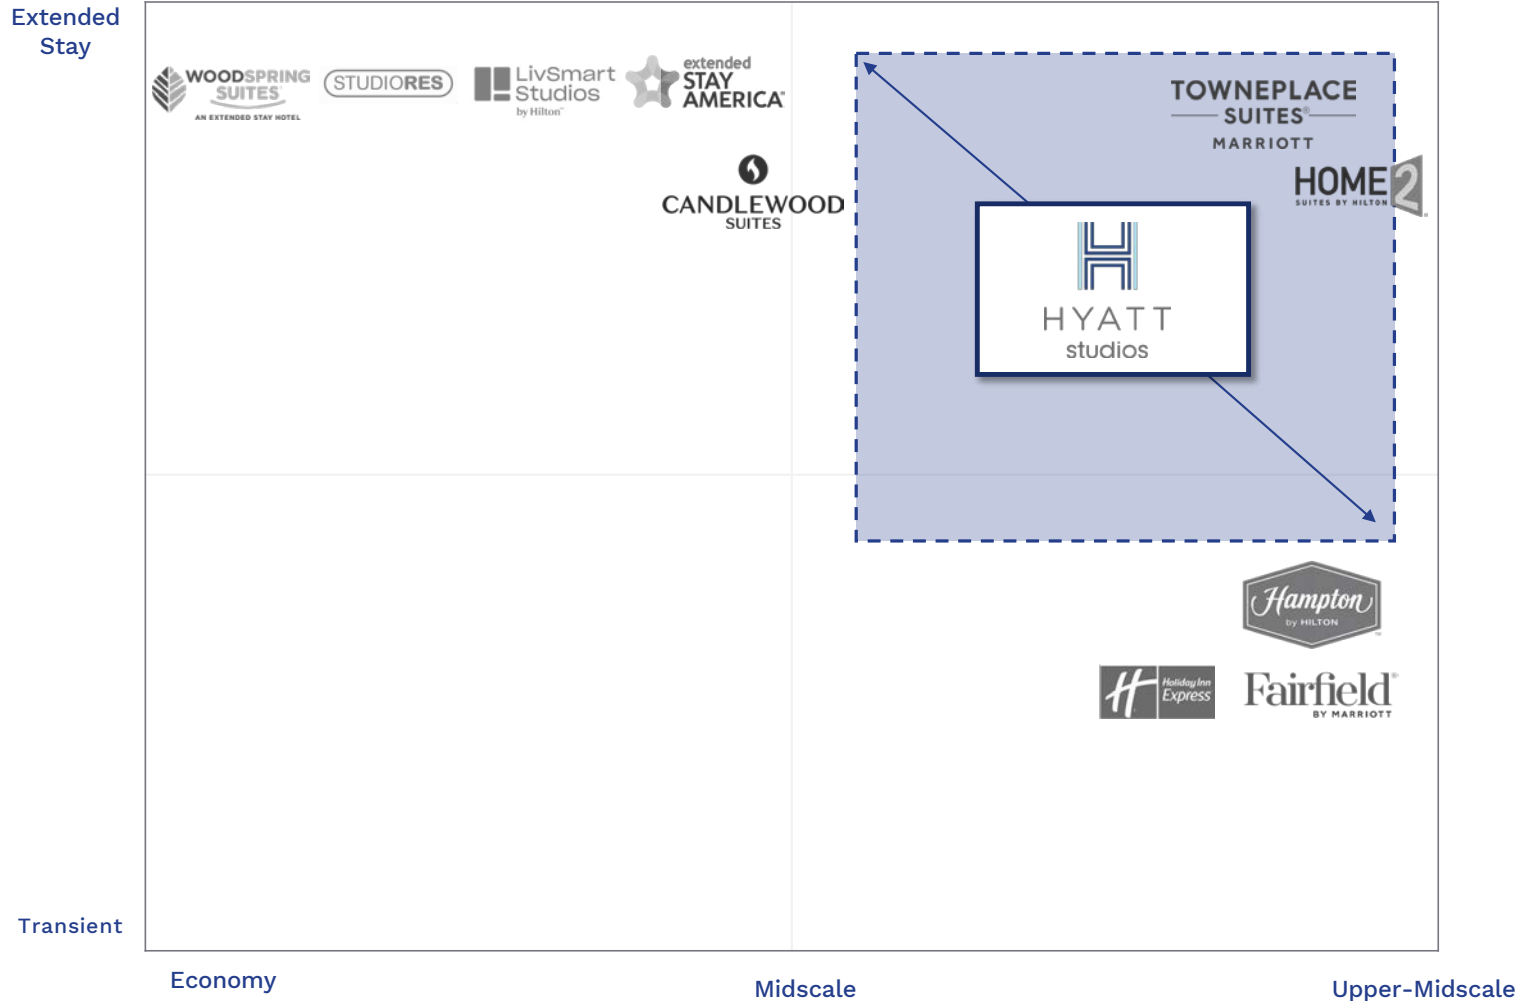 Extended
Stay
WOODSPRING
SUITES
AN EXTENDED STAY HOTEL
STUDIORES
LivSmart
Studios
by Hilton™
extended
STAY
AMERICA®
CANDLEWOOD
SUITES
TOWNEPLACE
SUITES®
MARRIOTT
HOME2
SUITES BY HILTON
HYATT
studios
Hampton
by HILTON
Holiday Inn
Express
Fairfield®
BY MARRIOTT
Transient
Economy
Midscale
Upper-Midscale